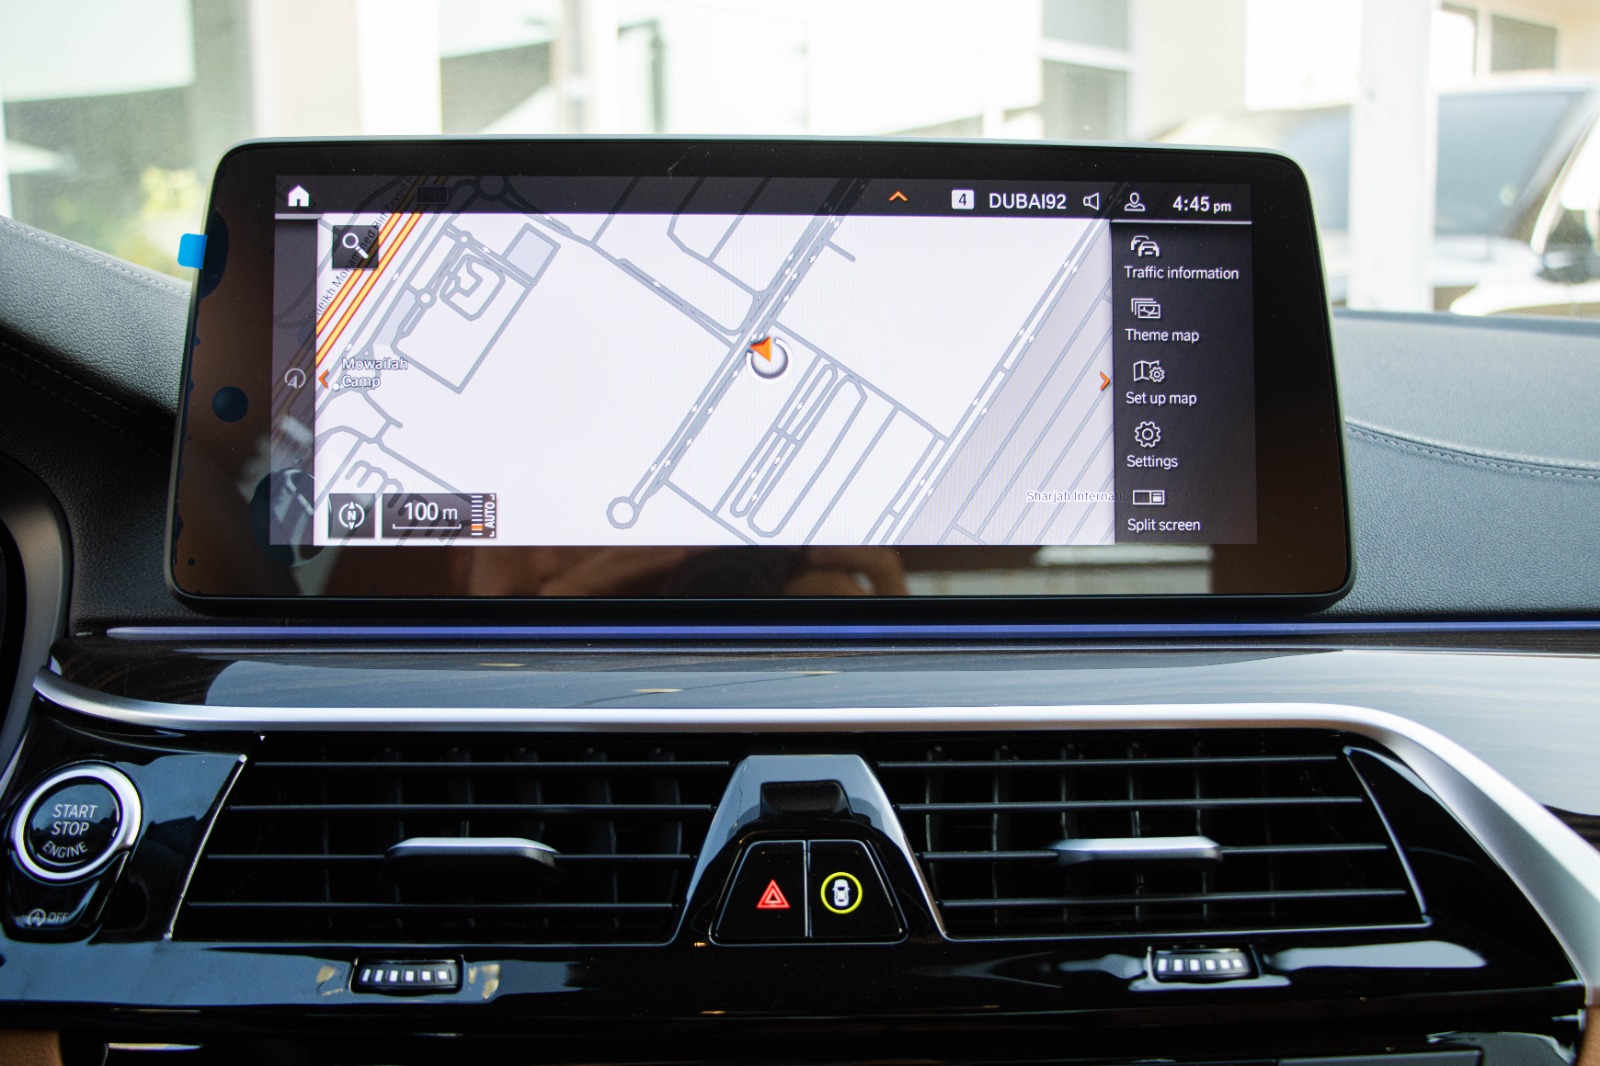 4 DUBAI92 4:45 pm
Traffic information
Theme map
Set up map
Settings
Split screen
Mowailah
Camp
Sharjah
N
100 m
AUTO
START
STOP
ENGINE
A OFF